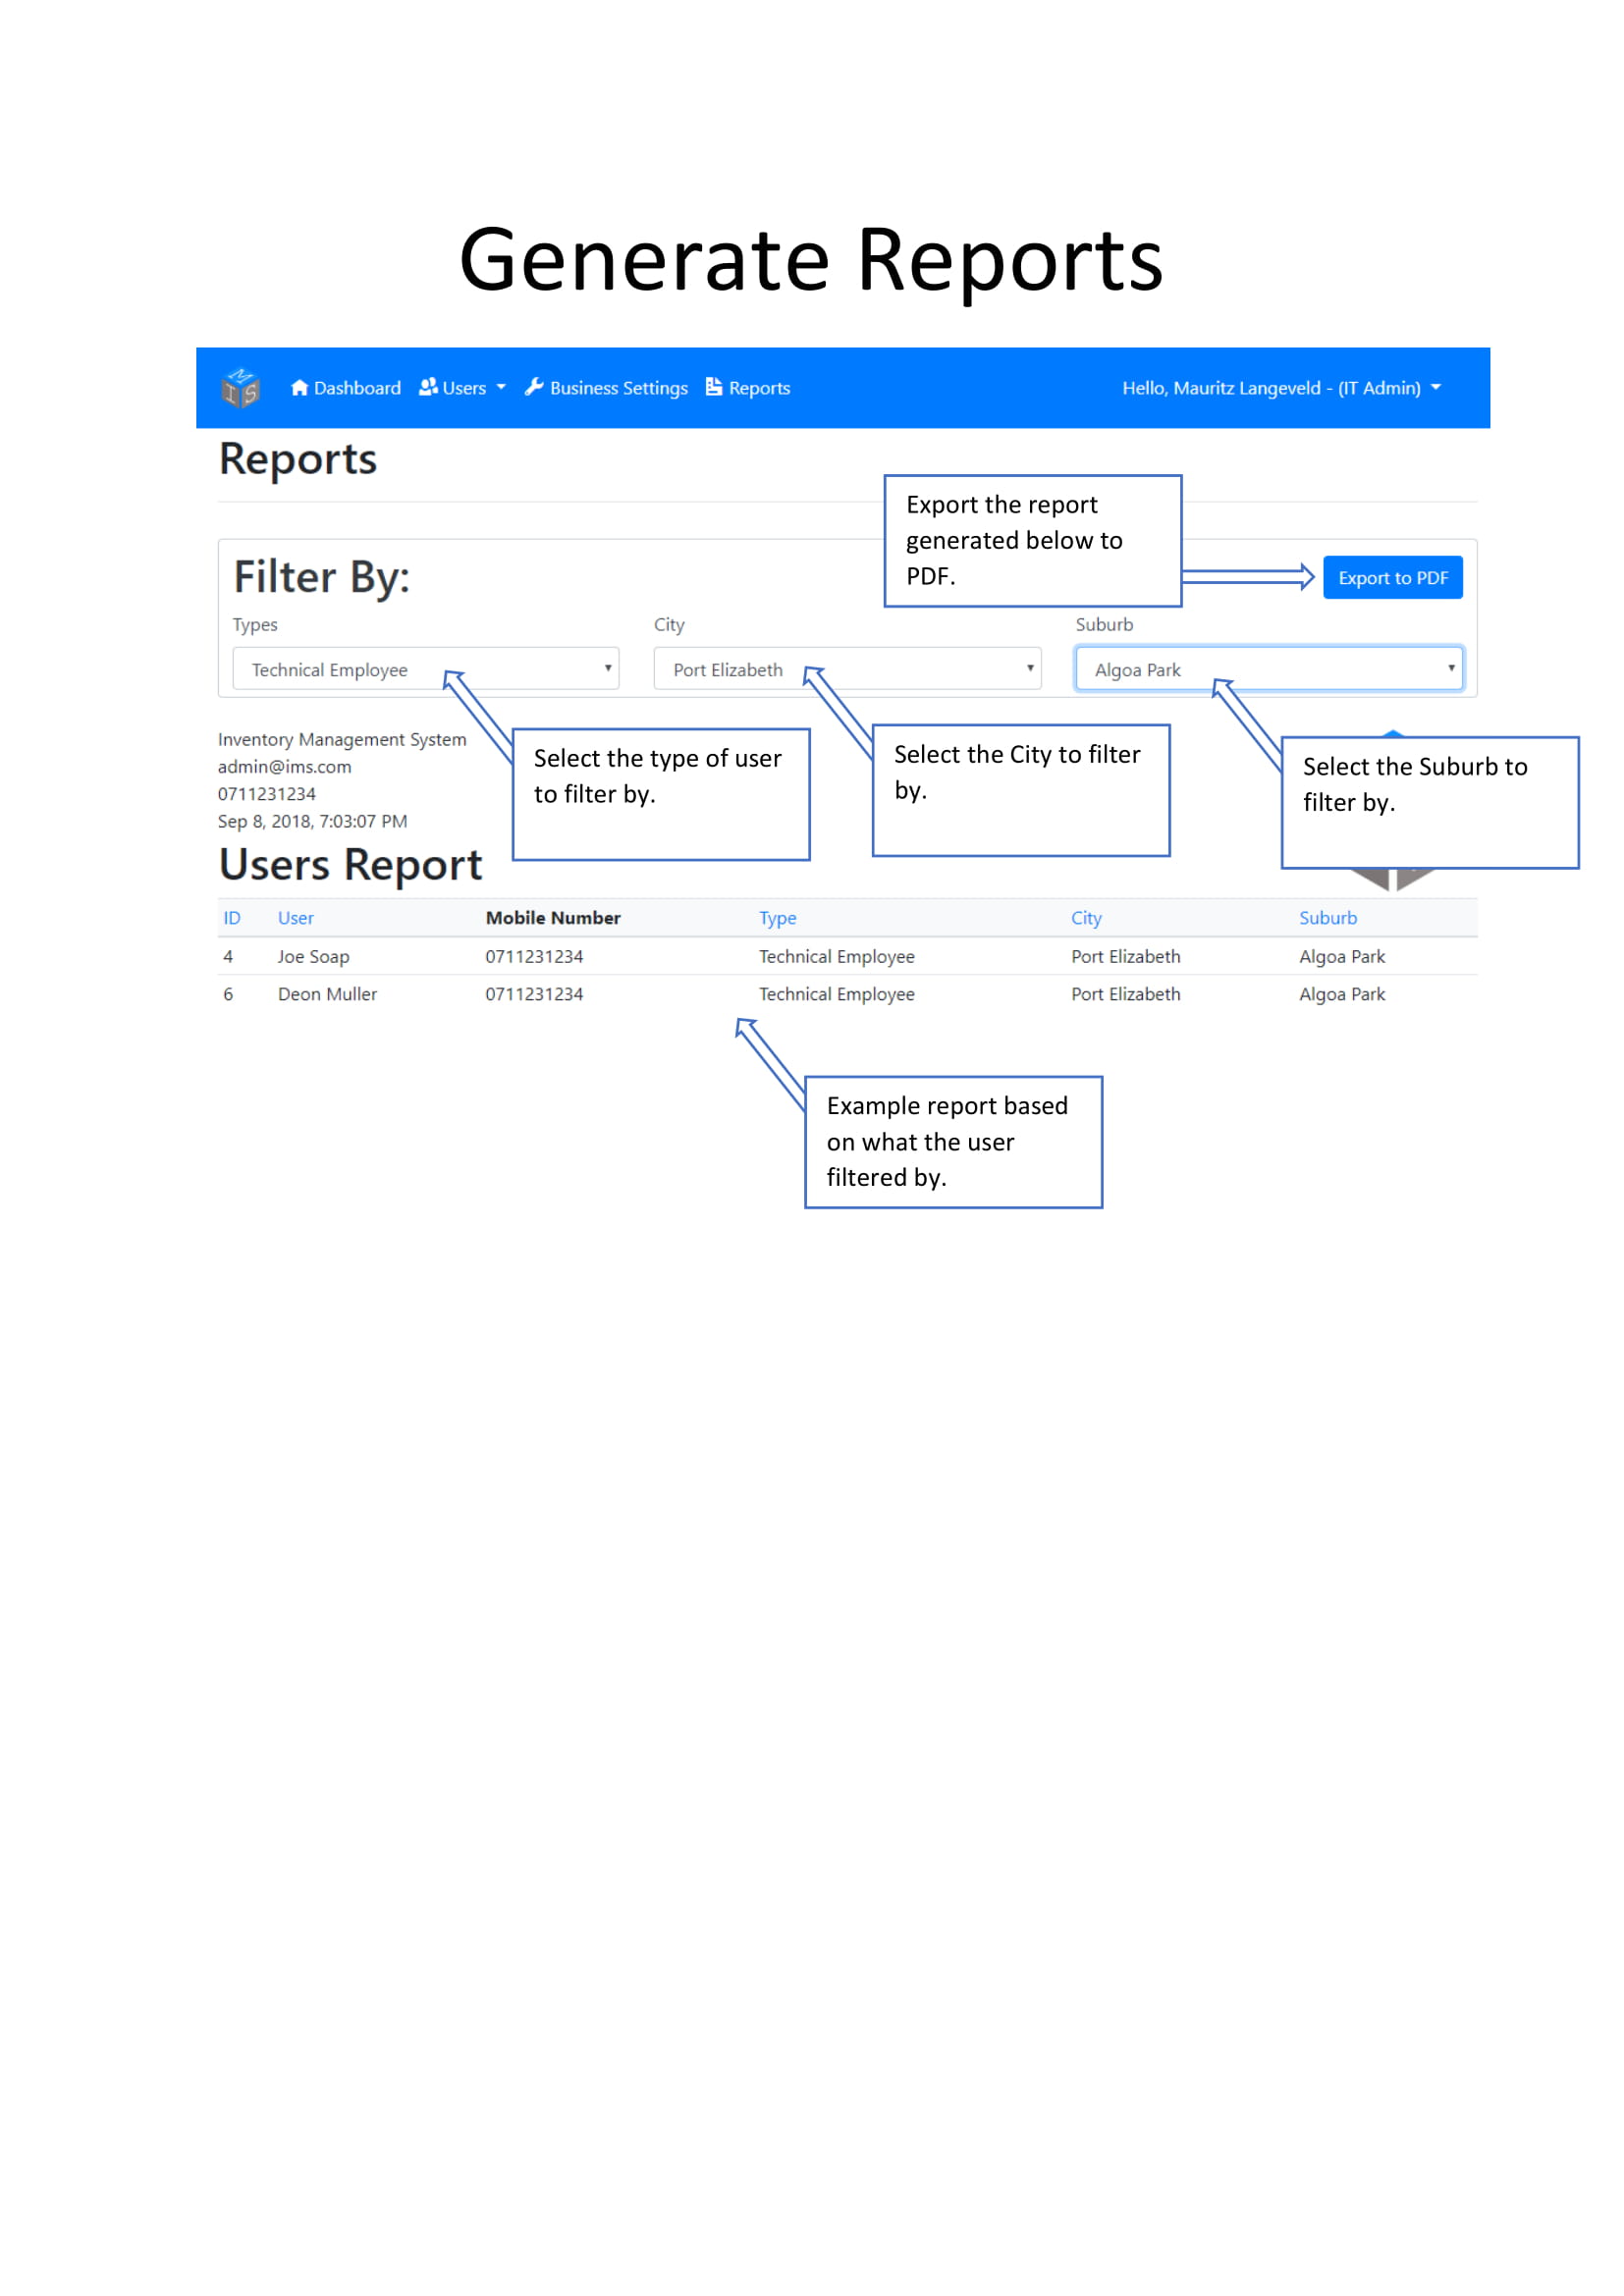 Generate Reports
IMS
Dashboard Users Business Settings Reports Hello, Mauritz Langeveld - (IT Admin)
Reports
Export the report
generated below to
PDF.
Filter By:
Export to PDF
Types City Suburb
Technical Employee Port Elizabeth Algoa Park
Inventory Management System
admin@ims.com
0711231234
Sep 8, 2018, 7:03:07 PM
Select the type of user
to filter by.
Select the City to filter
by.
Select the Suburb to
filter by.
Users Report
ID User Mobile Number Type City Suburb
4 Joe Soap 0711231234 Technical Employee Port Elizabeth Algoa Park
6 Deon Muller 0711231234 Technical Employee Port Elizabeth Algoa Park
Example report based
on what the user
filtered by.